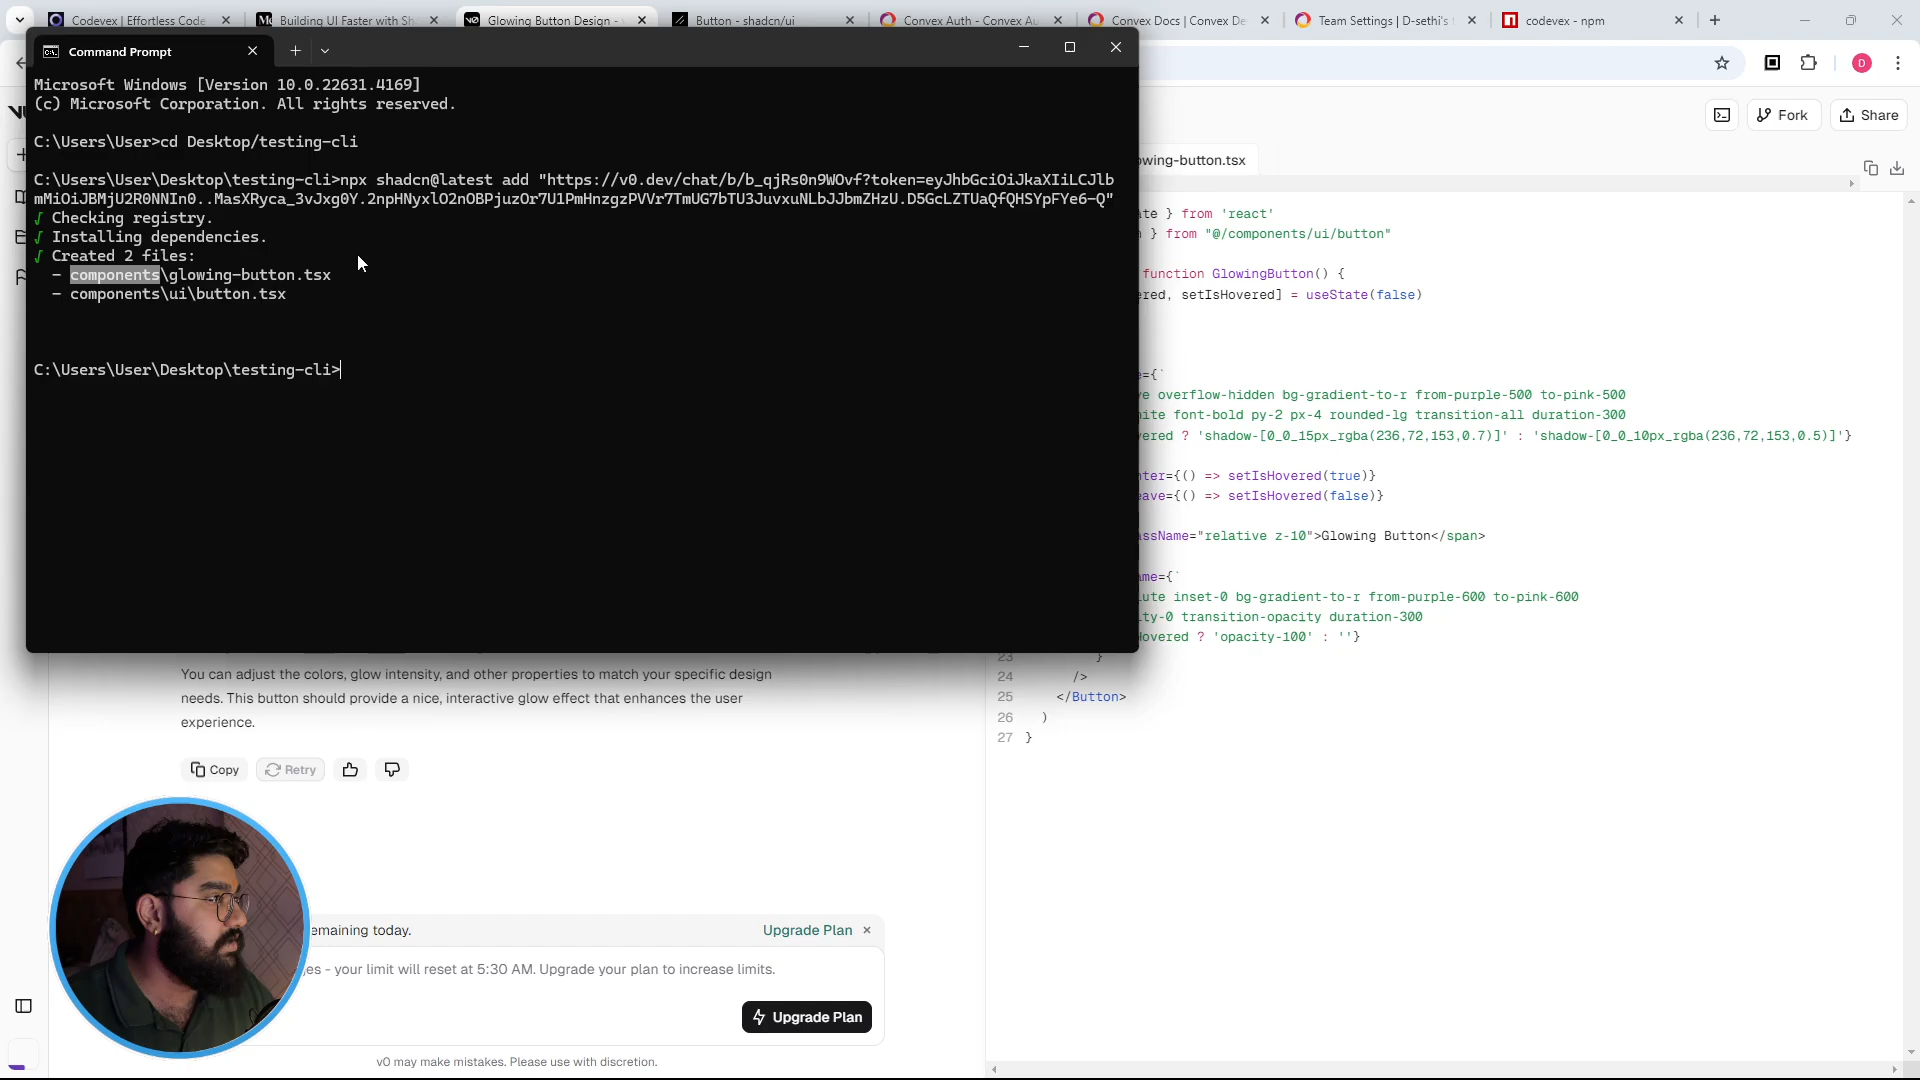 Codevex | Effortless Code
Building UI Faster with Sh
Glowing Button Design -
Button - shadcn/ui
Convex Auth - Convex Au
Convex Docs | Convex De
Team Settings | D-sethi's
codevex - npm
Command Prompt
D
Microsoft Windows [Version 10.0.22631.4169]
(c) Microsoft Corporation. All rights reserved.
C:\Users\User>cd Desktop/testing-cli
C:\Users\User\Desktop\testing-cli>npx shadcn@latest add "https://v0.dev/chat/b/b_qjRs0n9WOvf?token=eyJhbGciOiJkaXIiLCJlb
mMiOiJBMjU2R0NNIn0..MasXRyca_3vJxg0Y.2npHNyxlO2nOBPjuzOr7U1PmHnzgzPVVr7TmUG7bTU3JuvxuNLbJJbmZHzU.D5GcLZTUaQfQHSYpFYe6-Q"
√ Checking registry.
√ Installing dependencies.
√ Created 2 files:
- components\glowing-button.tsx
- components\ui\button.tsx
C:\Users\User\Desktop\testing-cli>
Fork
Share
owing-button.tsx
ate } from 'react'
} from "@/components/ui/button"
function GlowingButton() {
ered, setIsHovered] = useState(false)
e={`
ve overflow-hidden bg-gradient-to-r from-purple-500 to-pink-500
ite font-bold py-2 px-4 rounded-lg transition-all duration-300
vered ? 'shadow-[0_0_15px_rgba(236,72,153,0.7)]' : 'shadow-[0_0_10px_rgba(236,72,153,0.5)]'}
nter={() => setIsHovered(true)}
eave={() => setIsHovered(false)}
assName="relative z-10">Glowing Button</span>
ame={`
lute inset-0 bg-gradient-to-r from-purple-600 to-pink-600
ity-0 transition-opacity duration-300
Hovered ? 'opacity-100' : ''}
23 }
24 />
25 </Button>
26 )
27 }
You can adjust the colors, glow intensity, and other properties to match your specific design
needs. This button should provide a nice, interactive glow effect that enhances the user
experience.
Copy
Retry
emaining today.
Upgrade Plan
es - your limit will reset at 5:30 AM. Upgrade your plan to increase limits.
Upgrade Plan
v0 may make mistakes. Please use with discretion.